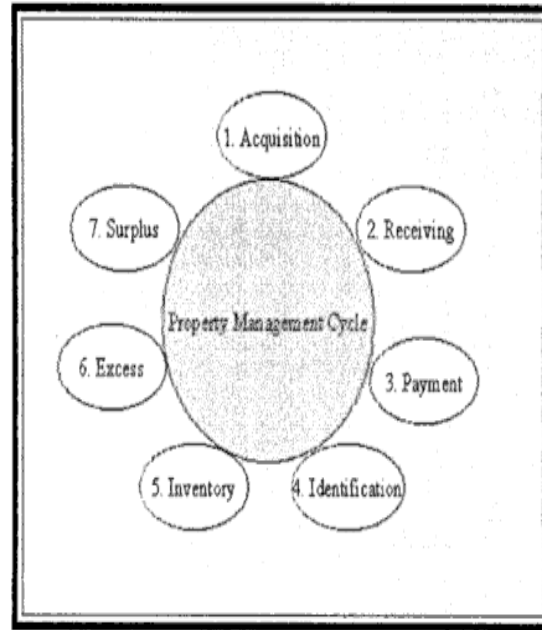 1. Acquisition
2. Receiving
3. Payment
4. Identification
5. Inventory
6. Excess
7. Surplus
Property Management Cycle